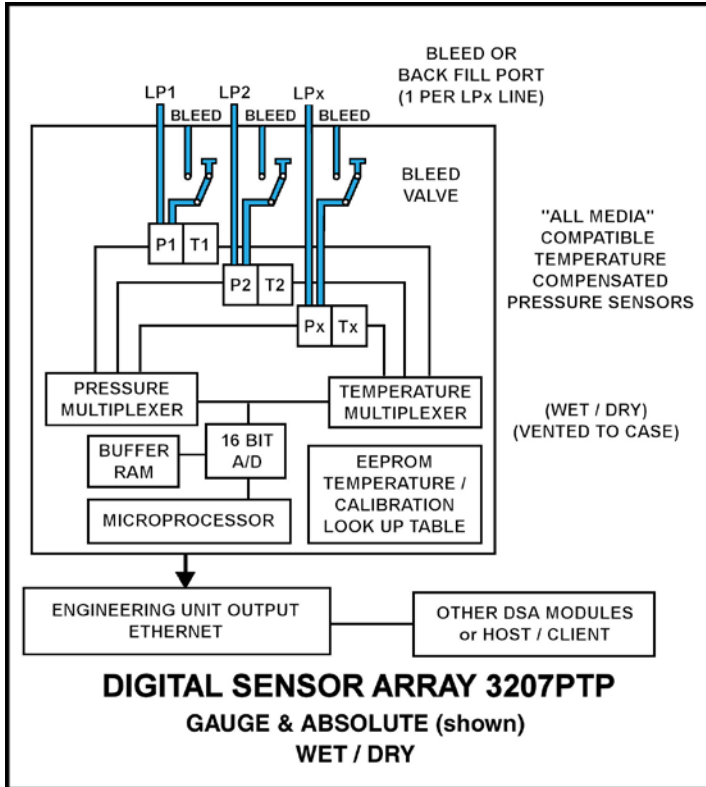 BLEED OR
BACK FILL PORT
(1 PER LPx LINE)
LP1 LP2 LPx
BLEED BLEED BLEED
BLEED
VALVE
"ALL MEDIA"
COMPATIBLE
TEMPERATURE
COMPENSATED
PRESSURE SENSORS
P1 T1
P2 T2
Px Tx
PRESSURE
MULTIPLEXER
TEMPERATURE
MULTIPLEXER
(WET / DRY)
(VENTED TO CASE)
BUFFER
RAM
16 BIT
A/D
EEPROM
TEMPERATURE /
CALIBRATION
LOOK UP TABLE
MICROPROCESSOR
ENGINEERING UNIT OUTPUT
ETHERNET
OTHER DSA MODULES
or HOST / CLIENT
DIGITAL SENSOR ARRAY 3207PTP
GAUGE & ABSOLUTE (shown)
WET / DRY